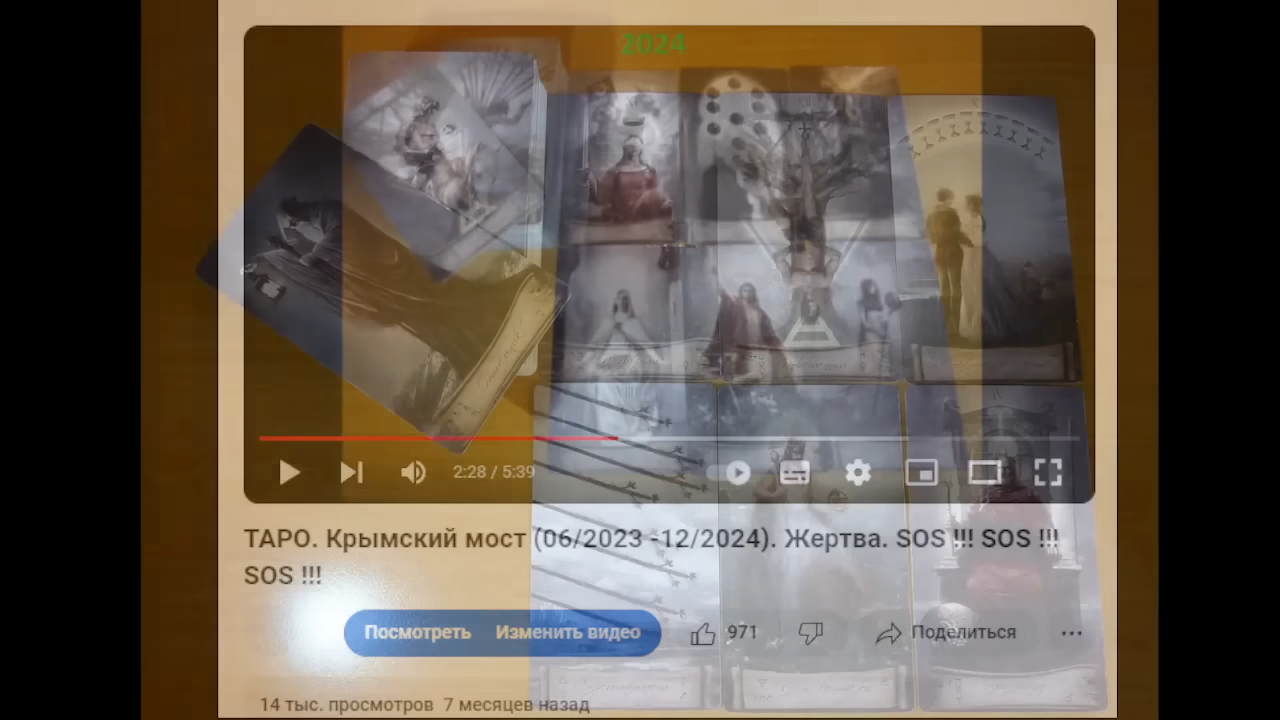 2024
2:28 / 5:39
ТАРО. Крымский мост (06/2023 -12/2024). Жертва. SOS !!! SOS !!!
SOS !!!
Посмотреть Изменить видео 971 Поделиться
14 тыс. просмотров 7 месяцев назад